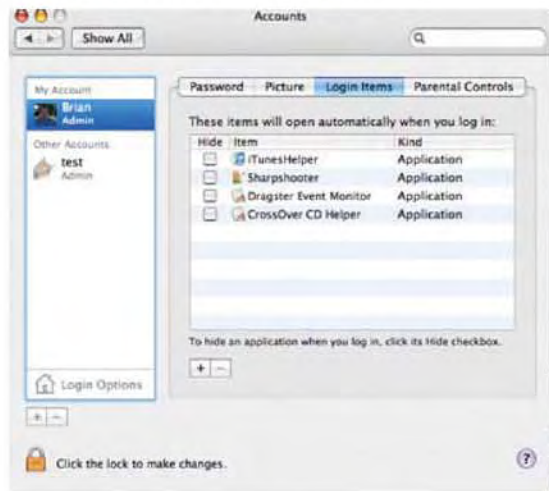 Accounts
Show All
My Account
Brian
Admin
Other Accounts
test
Admin
Login Options
Password Picture Login Items Parental Controls
These items will open automatically when you log in:
Hide Item Kind
iTunesHelper Application
Sharpshooter Application
Dragster Event Monitor Application
CrossOver CD Helper Application
To hide an application when you log in, click its Hide checkbox.
Click the lock to make changes.